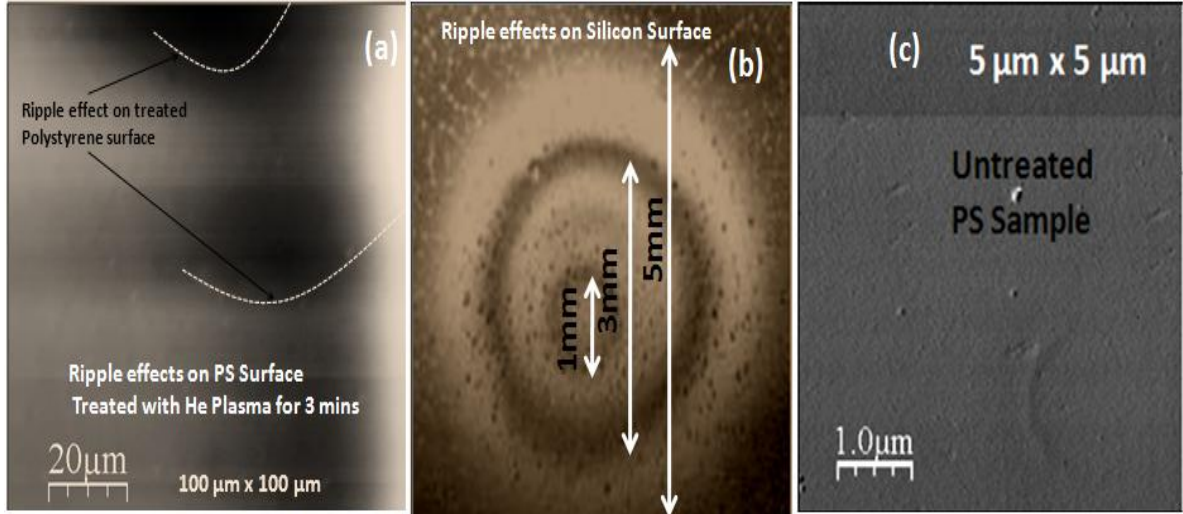 (a)
Ripple effect on treated
Polystyrene surface
Ripple effects on PS Surface
Treated with He Plasma for 3 mins
20µm
100 µm x 100 µm
Ripple effects on Silicon Surface
(b)
1mm
3mm
5mm
(c)
5 µm x 5 µm
Untreated
PS Sample
1.0µm